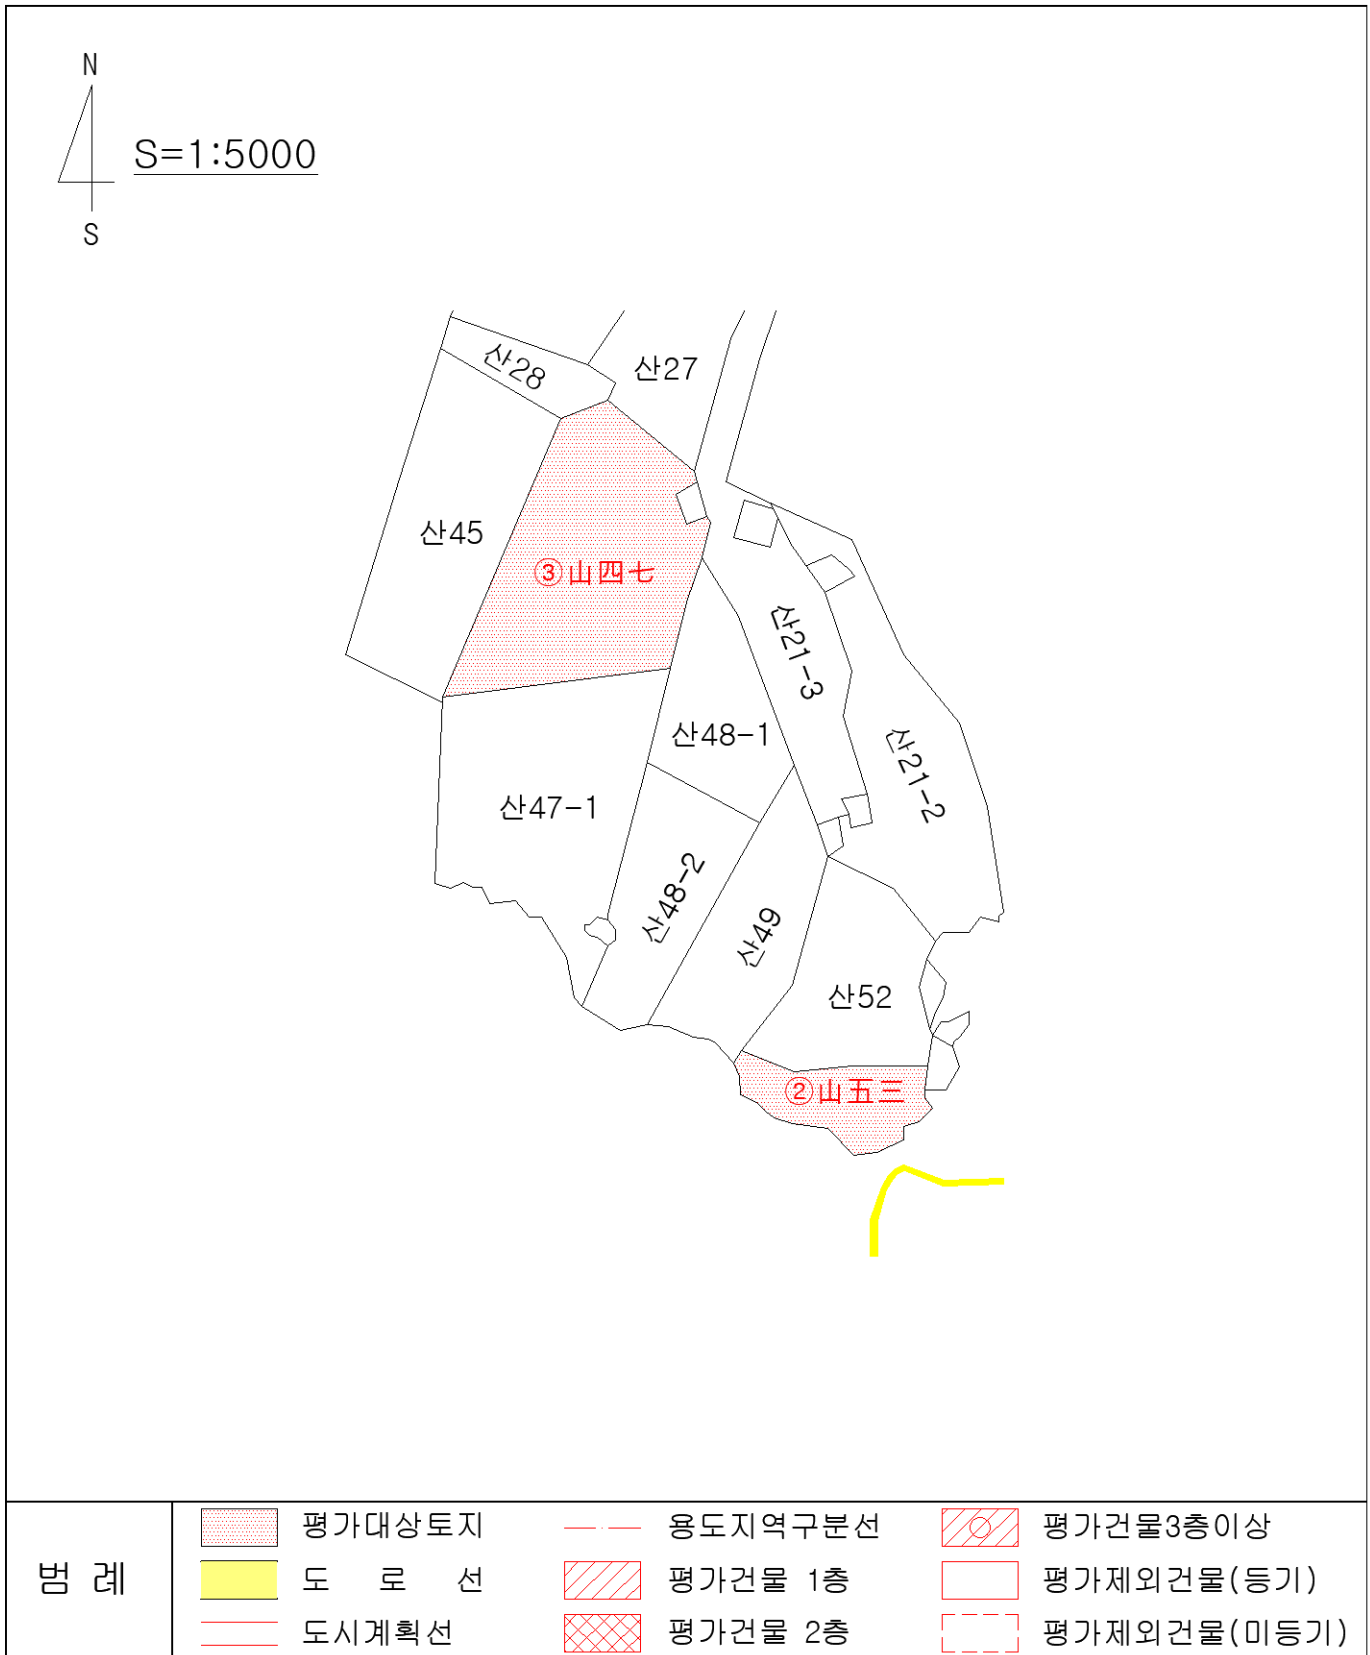 N
S=1:5000
S
산28
산27
산45
③山四七
산21-3
산48-1
산21-2
산47-1
산48-2
산49
산52
②山五三
범 례
평가대상토지
용도지역구분선
평가건물3층이상
도 로 선
평가건물 1층
평가제외건물(등기)
도시계획선
평가건물 2층
평가제외건물(미등기)